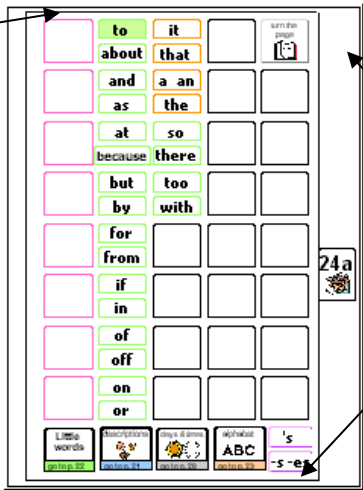 to it turn the
page
about that
and a an
as the
at so
because there
but too
by with
for
from
24a
if
in
of
off
on
or
Little
words
go to p. 22
descriptions
go to p. 21
days & times
go to p. 20
alphabet
ABC
go to p. 23
's
-s -es